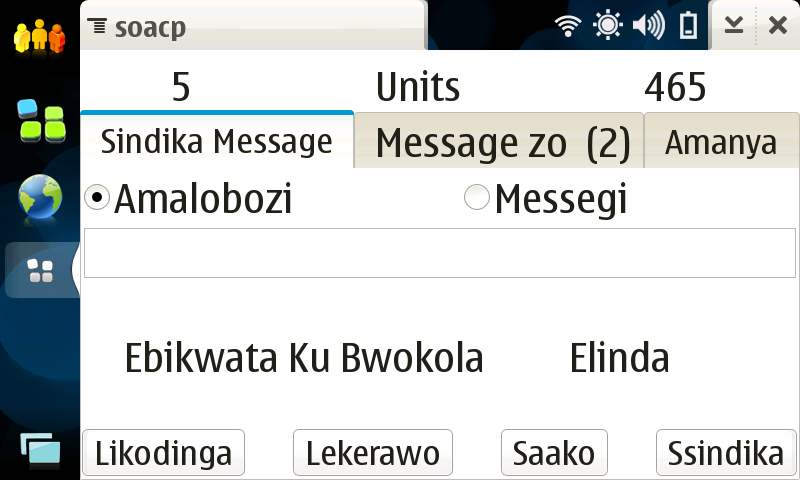 soacp
5 Units 465
Sindika Message Message zo (2) Amanya
Amalobozi Messegi
Ebikwata Ku Bwokola Elinda
Likodinga Lekerawo Saako Ssindika